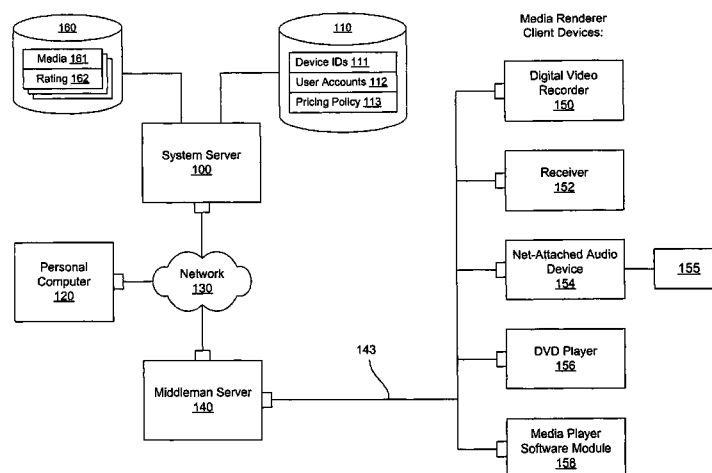 160
Media 161
Rating 162
110
Device IDs 111
User Accounts 112
Pricing Policy 113
System Server
100
Personal
Computer
120
Network
130
Middleman Server
140
143
Media Renderer
Client Devices:
Digital Video
Recorder
150
Receiver
152
Net-Attached Audio
Device
154
155
DVD Player
156
Media Player
Software Module
158